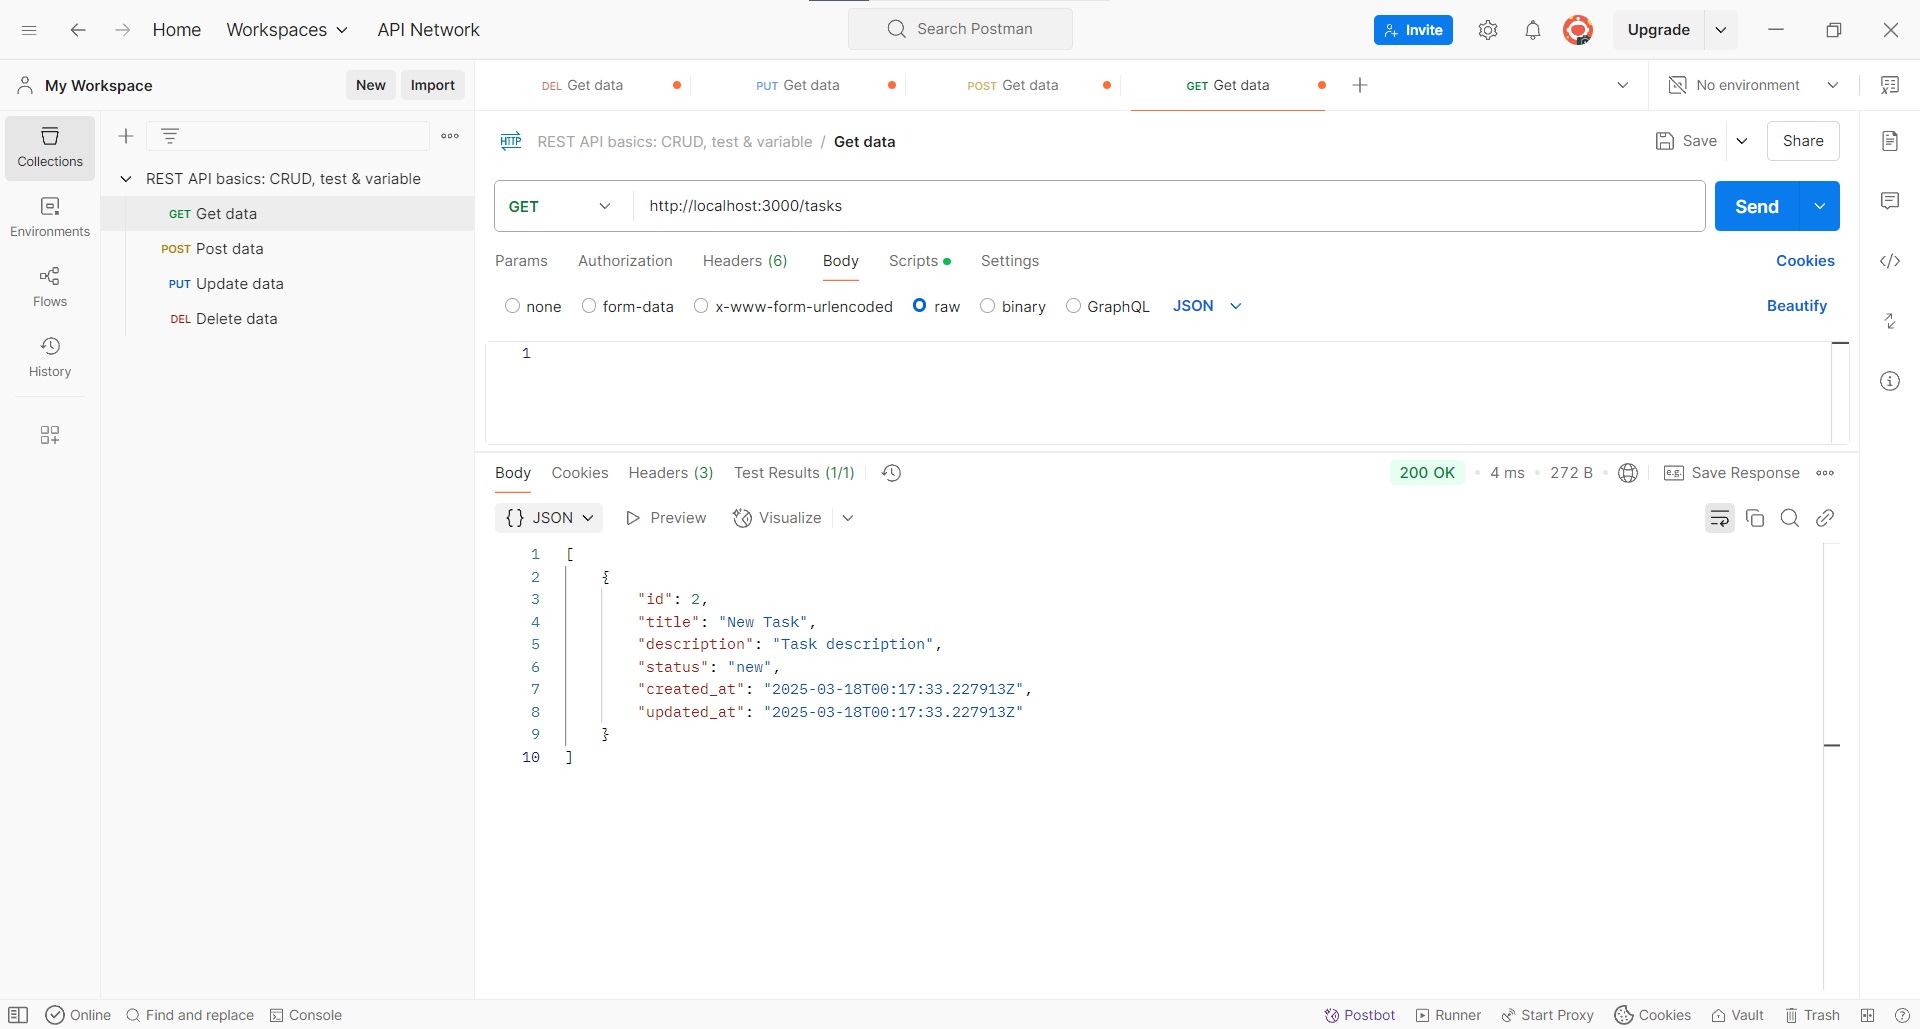 Home Workspaces API Network Search Postman Invite Upgrade
My Workspace New Import DEL Get data PUT Get data POST Get data GET Get data No environment
REST API basics: CRUD, test & variable / Get data Save Share
Collections
Environments
Flows
History
REST API basics: CRUD, test & variable
GET Get data
POST Post data
PUT Update data
DEL Delete data
HTTP
GET http://localhost:3000/tasks Send
Params Authorization Headers (6) Body Scripts Settings Cookies
none form-data x-www-form-urlencoded raw binary GraphQL JSON Beautify
1
Body Cookies Headers (3) Test Results (1/1) 200 OK 4 ms 272 B e.g. Save Response
{} JSON Preview Visualize
1 [
2 {
3 "id": 2,
4 "title": "New Task",
5 "description": "Task description",
6 "status": "new",
7 "created_at": "2025-03-18T00:17:33.227913Z",
8 "updated_at": "2025-03-18T00:17:33.227913Z"
9 }
10 ]
Online Find and replace Console Postbot Runner Start Proxy Cookies Vault Trash